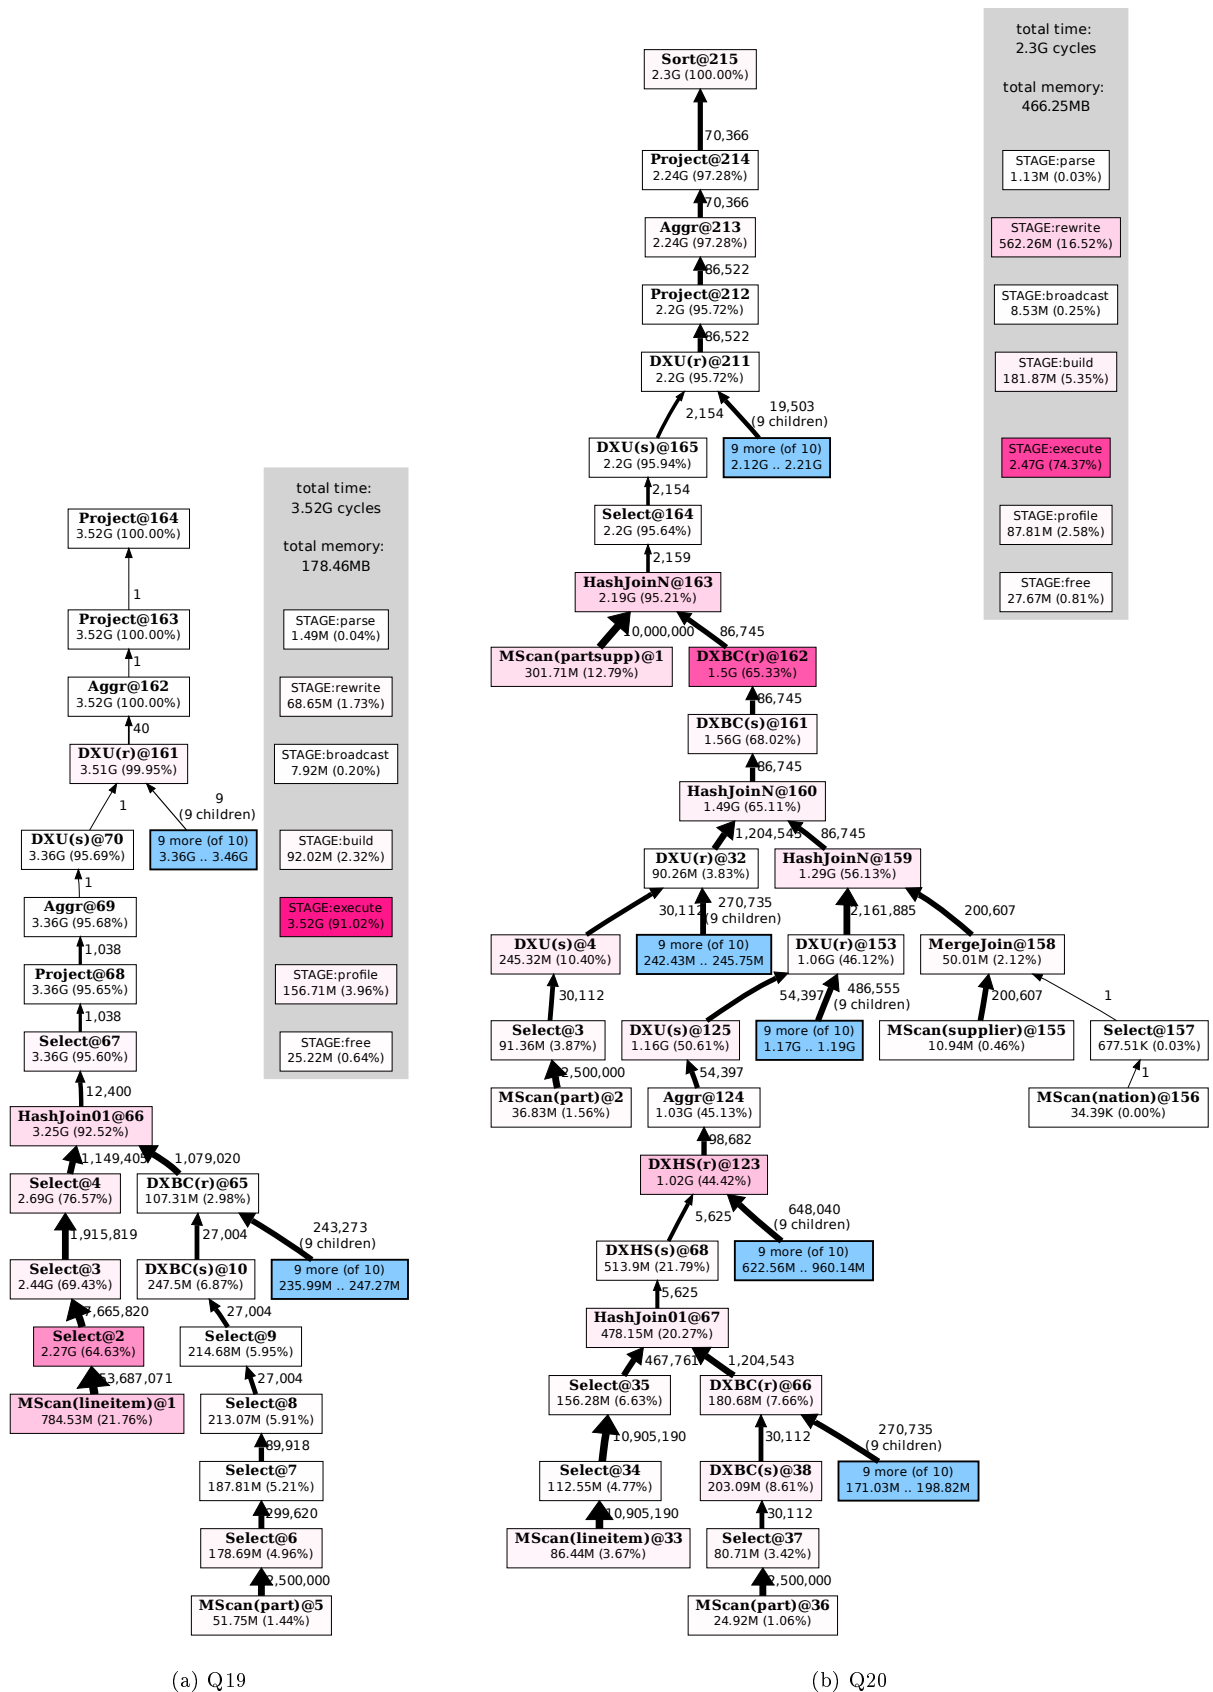 Project@164
3.52G (100.00%)
1
Project@163
3.52G (100.00%)
1
Aggr@162
3.52G (100.00%)
40
DXU(r)@161
3.51G (99.95%)
1
9
(9 children)
DXU(s)@70
3.36G (95.69%)
9 more (of 10)
3.36G .. 3.46G
1
Aggr@69
3.36G (95.68%)
1,038
Project@68
3.36G (95.65%)
1,038
Select@67
3.36G (95.60%)
12,400
HashJoin01@66
3.25G (92.52%)
1,149,405
1,079,020
Select@4
2.69G (76.57%)
DXBC(r)@65
107.31M (2.98%)
1,915,819
27,004
243,273
(9 children)
Select@3
2.44G (69.43%)
DXBC(s)@10
247.5M (6.87%)
9 more (of 10)
235.99M .. 247.27M
7,665,820
27,004
Select@2
2.27G (64.63%)
Select@9
214.68M (5.95%)
53,687,071
27,004
MScan(lineitem)@1
784.53M (21.76%)
Select@8
213.07M (5.91%)
89,918
Select@7
187.81M (5.21%)
299,620
Select@6
178.69M (4.96%)
2,500,000
MScan(part)@5
51.75M (1.44%)
total time:
3.52G cycles
total memory:
178.46MB
STAGE:parse
1.49M (0.04%)
STAGE:rewrite
68.65M (1.73%)
STAGE:broadcast
7.92M (0.20%)
STAGE:build
92.02M (2.32%)
STAGE:execute
3.52G (91.02%)
STAGE:profile
156.71M (3.96%)
STAGE:free
25.22M (0.64%)
(a) Q19
Sort@215
2.3G (100.00%)
70,366
Project@214
2.24G (97.28%)
70,366
Aggr@213
2.24G (97.28%)
86,522
Project@212
2.2G (95.72%)
86,522
DXU(r)@211
2.2G (95.72%)
2,154
19,503
(9 children)
DXU(s)@165
2.2G (95.94%)
9 more (of 10)
2.12G .. 2.21G
2,154
Select@164
2.2G (95.64%)
2,159
HashJoinN@163
2.19G (95.21%)
10,000,000
86,745
MScan(partsupp)@1
301.71M (12.79%)
DXBC(r)@162
1.5G (65.33%)
86,745
DXBC(s)@161
1.56G (68.02%)
86,745
HashJoinN@160
1.49G (65.11%)
1,204,545
86,745
DXU(r)@32
90.26M (3.83%)
HashJoinN@159
1.29G (56.13%)
30,112
270,735
(9 children)
2,161,885
200,607
DXU(s)@4
245.32M (10.40%)
9 more (of 10)
242.43M .. 245.75M
DXU(r)@153
1.06G (46.12%)
MergeJoin@158
50.01M (2.12%)
30,112
54,397
486,555
(9 children)
200,607
1
Select@3
91.36M (3.87%)
DXU(s)@125
1.16G (50.61%)
9 more (of 10)
1.17G .. 1.19G
MScan(supplier)@155
10.94M (0.46%)
Select@157
677.51K (0.03%)
2,500,000
54,397
1
MScan(part)@2
36.83M (1.56%)
Aggr@124
1.03G (45.13%)
MScan(nation)@156
34.39K (0.00%)
98,682
DXHS(r)@123
1.02G (44.42%)
5,625
648,040
(9 children)
DXHS(s)@68
513.9M (21.79%)
9 more (of 10)
622.56M .. 960.14M
5,625
HashJoin01@67
478.15M (20.27%)
467,761
1,204,543
Select@35
156.28M (6.63%)
DXBC(r)@66
180.68M (7.66%)
10,905,190
30,112
270,735
(9 children)
Select@34
112.55M (4.77%)
DXBC(s)@38
203.09M (8.61%)
9 more (of 10)
171.03M .. 198.82M
10,905,190
30,112
MScan(lineitem)@33
86.44M (3.67%)
Select@37
80.71M (3.42%)
2,500,000
MScan(part)@36
24.92M (1.06%)
total time:
2.3G cycles
total memory:
466.25MB
STAGE:parse
1.13M (0.03%)
STAGE:rewrite
562.26M (16.52%)
STAGE:broadcast
8.53M (0.25%)
STAGE:build
181.87M (5.35%)
STAGE:execute
2.47G (74.37%)
STAGE:profile
87.81M (2.58%)
STAGE:free
27.67M (0.81%)
(b) Q20